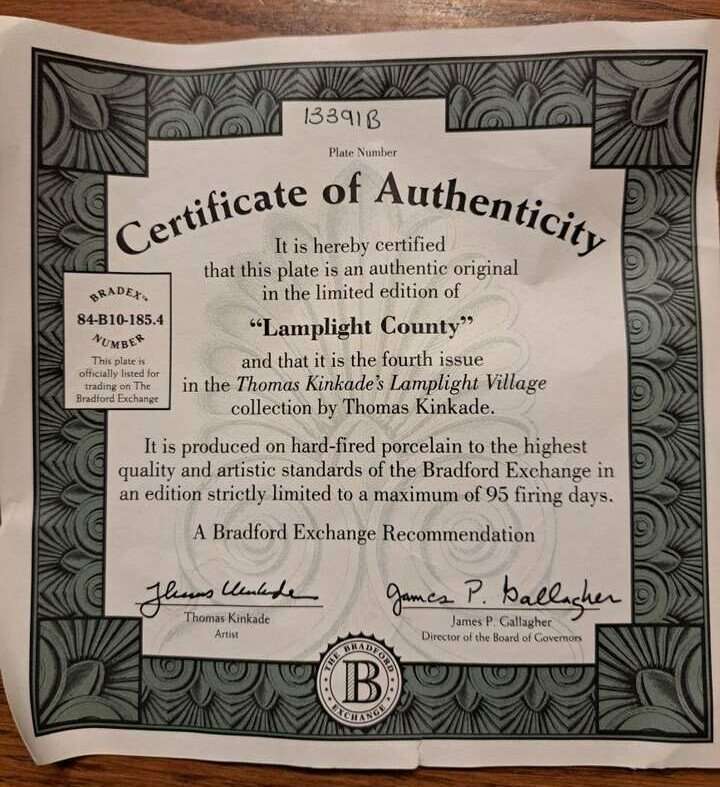 13391B
Plate Number
Certificate of Authenticity
It is hereby certified
that this plate is an authentic original
in the limited edition of
“Lamplight County”
and that it is the fourth issue
in the Thomas Kinkade's Lamplight Village
collection by Thomas Kinkade.
BRADEX™
84-B10-185.4
NUMBER
This plate is
officially listed for
trading on The
Bradford Exchange
It is produced on hard-fired porcelain to the highest
quality and artistic standards of the Bradford Exchange in
an edition strictly limited to a maximum of 95 firing days.
A Bradford Exchange Recommendation
Thomas Kinkade
James P. Gallagher
Thomas Kinkade
Artist
James P. Gallagher
Director of the Board of Governors
THE BRADFORD
B
EXCHANGE